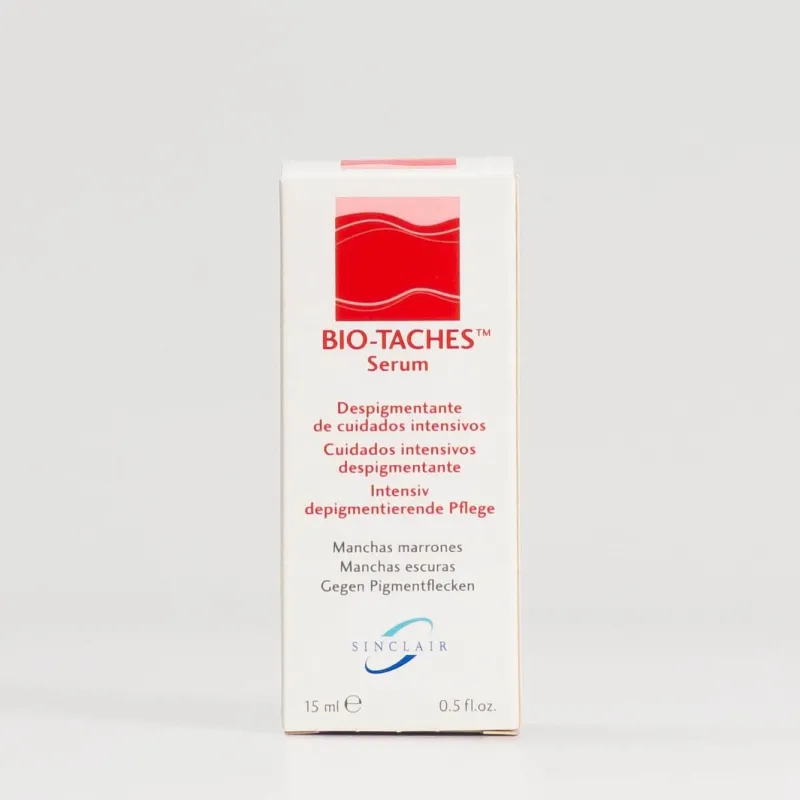 BIO-TACHES™
Serum
Despigmentante
de cuidados intensivos
Cuidados intensivos
despigmentante
Intensiv
depigmentierende Pflege
Manchas marrones
Manchas escuras
Gegen Pigmentflecken
SINCLAIR
15 ml ℮ 0.5 fl.oz.